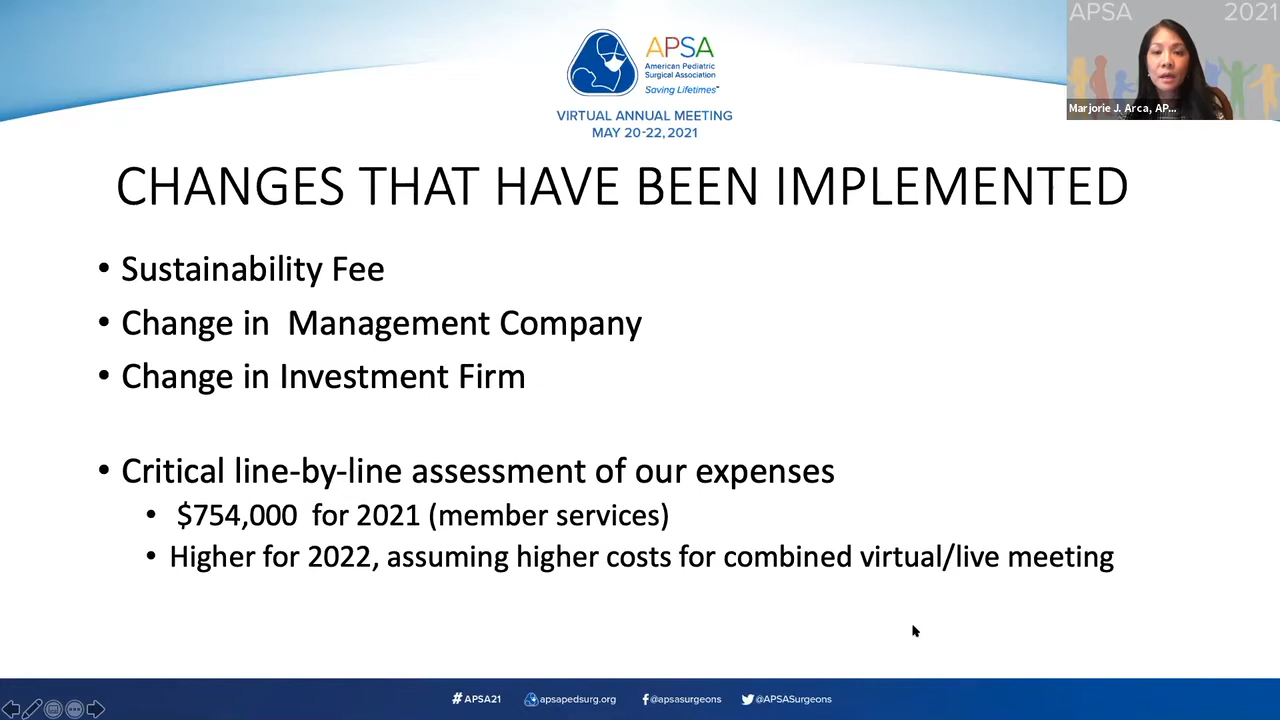 APSA 2021
APSA
American Pediatric
Surgical Association
Saving Lifetimes™
Marjorie J. Arca, AP...
VIRTUAL ANNUAL MEETING
MAY 20-22, 2021
CHANGES THAT HAVE BEEN IMPLEMENTED
• Sustainability Fee
• Change in  Management Company
• Change in Investment Firm
• Critical line-by-line assessment of our expenses
• $754,000  for 2021 (member services)
• Higher for 2022, assuming higher costs for combined virtual/live meeting
#APSA21 apsapedsurg.org @apsasurgeons @APSASurgeons